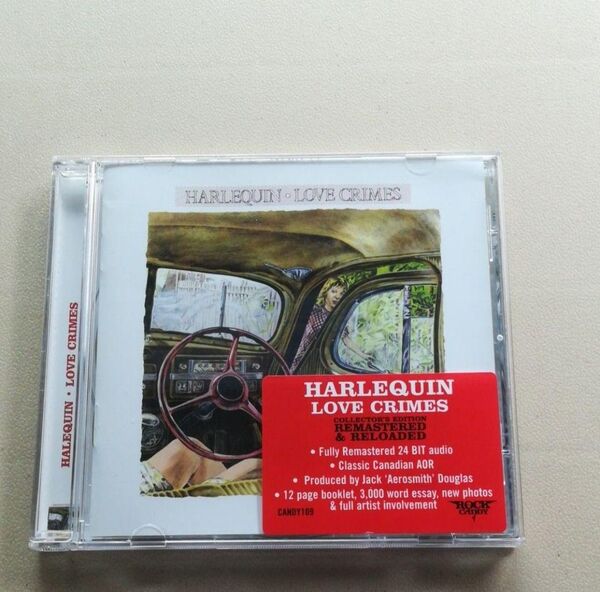 HARLEQUIN • LOVE CRIMES
HALEQUIN • LOVE CRIMES
HARLEQUIN
LOVE CRIMES
COLLECTOR'S EDITION
REMASTERED
& RELOADED
• Fully Remastered 24 BIT audio
• Classic Canadian AOR
• Produced by Jack 'Aerosmith' Douglas
• 12 page booklet, 3,000 word essay, new photos
& full artist involvement
CANDY109
ROCK
CANDY